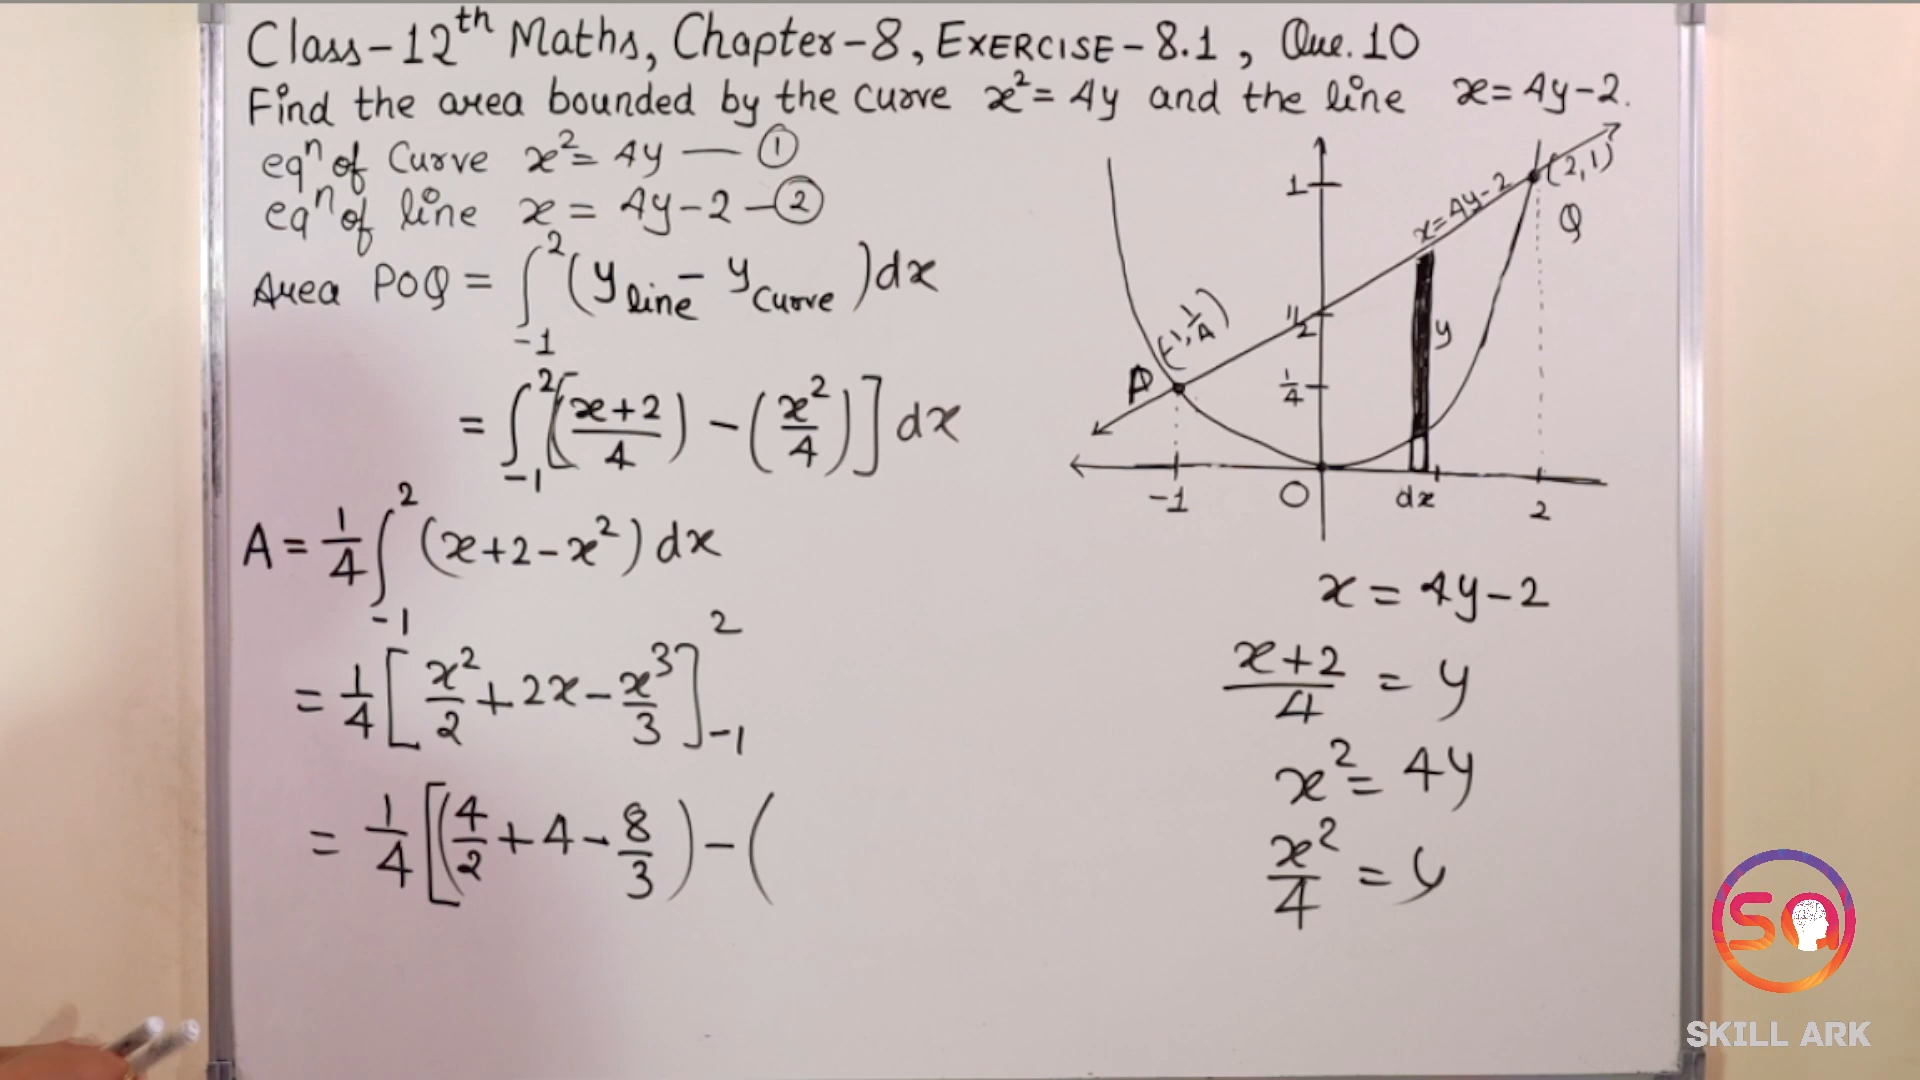 Class-12th Maths, Chapter-8, EXERCISE-8.1, Que.10
Find the area bounded by the curve x²=4y and the line x=4y-2.
eqⁿ of Curve x²=4y — ①
eqⁿ of line x = 4y-2 — ②
Area POQ = ∫₋₁² (y line - y Curve) dx
= ∫₋₁² [(x+2/4) - (x²/4)] dx
A = 1/4 ∫₋₁² (x+2-x²) dx
= 1/4 [x²/2 + 2x - x³/3]₋₁²
= 1/4 [(4/2 + 4 - 8/3) - (
1
(2,1)
x=4y-2
Q
1/2
y
(-1, 1/4)
P
1/4
-1
O
dx
2
x = 4y-2
x+2/4 = y
x² = 4y
x²/4 = y
SA
SKILL ARK